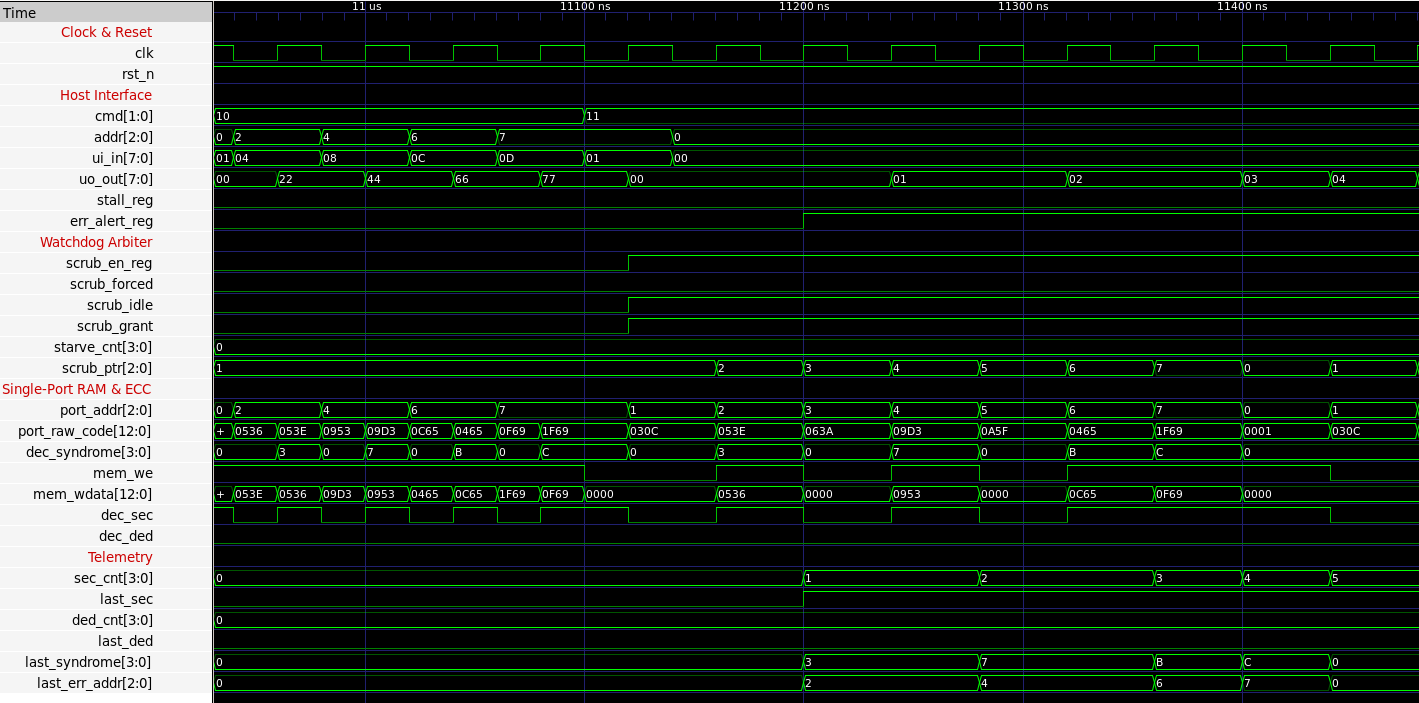 Time 11 us 11100 ns 11200 ns 11300 ns 11400 ns
Clock & Reset
clk
rst_n
Host Interface
cmd[1:0] 10 11
addr[2:0] 0 2 4 6 7 0
ui_in[7:0] 01 04 08 0C 0D 01 00
uo_out[7:0] 00 22 44 66 77 00 01 02 03 04
stall_reg
err_alert_reg
Watchdog Arbiter
scrub_en_reg
scrub_forced
scrub_idle
scrub_grant
starve_cnt[3:0] 0
scrub_ptr[2:0] 1 2 3 4 5 6 7 0 1
Single-Port RAM & ECC
port_addr[2:0] 0 2 4 6 7 1 2 3 4 5 6 7 0 1
port_raw_code[12:0] + 0536 053E 0953 09D3 0C65 0465 0F69 1F69 030C 053E 063A 09D3 0A5F 0465 1F69 0001 030C
dec_syndrome[3:0] 0 3 0 7 0 B 0 C 0 3 0 7 0 B C 0
mem_we
mem_wdata[12:0] + 053E 0536 09D3 0953 0465 0C65 1F69 0F69 0000 0536 0000 0953 0000 0C65 0F69 0000
dec_sec
dec_ded
Telemetry
sec_cnt[3:0] 0 1 2 3 4 5
last_sec
ded_cnt[3:0] 0
last_ded
last_syndrome[3:0] 0 3 7 B C 0
last_err_addr[2:0] 0 2 4 6 7 0